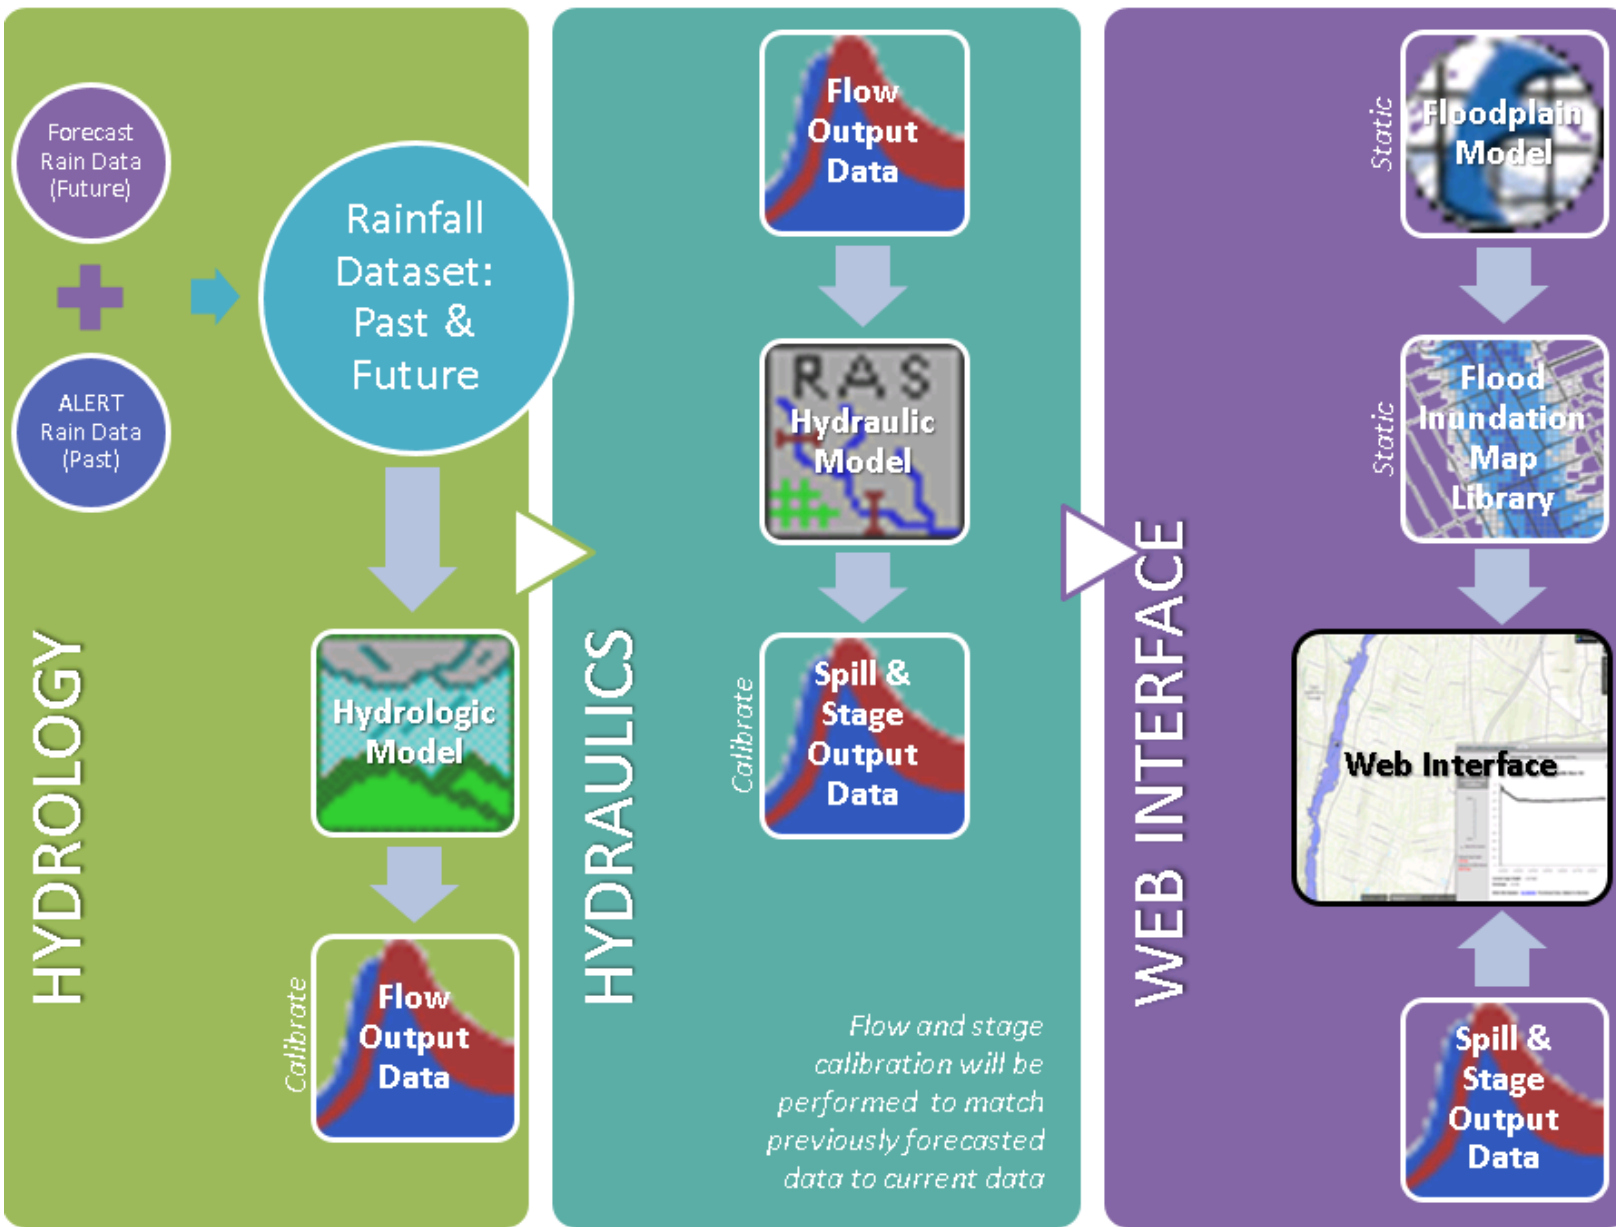 Forecast
Rain Data
(Future)
ALERT
Rain Data
(Past)
Rainfall
Dataset:
Past &
Future
Hydrologic
Model
Calibrate
Flow
Output
Data
HYDROLOGY
Flow
Output
Data
RAS
Hydraulic
Model
Calibrate
Spill &
Stage
Output
Data
HYDRAULICS
Flow and stage
calibration will be
performed to match
previously forecasted
data to current data
Static
Floodplain
Model
Static
Flood
Inundation
Map
Library
WEB INTERFACE
Web Interface
Spill &
Stage
Output
Data